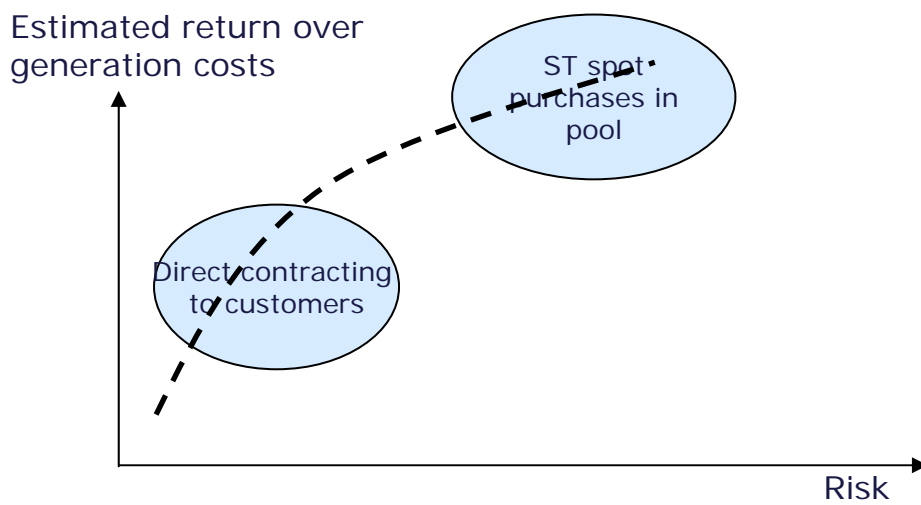 Estimated return over
generation costs
ST spot
purchases in
pool
Direct contracting
to customers
Risk